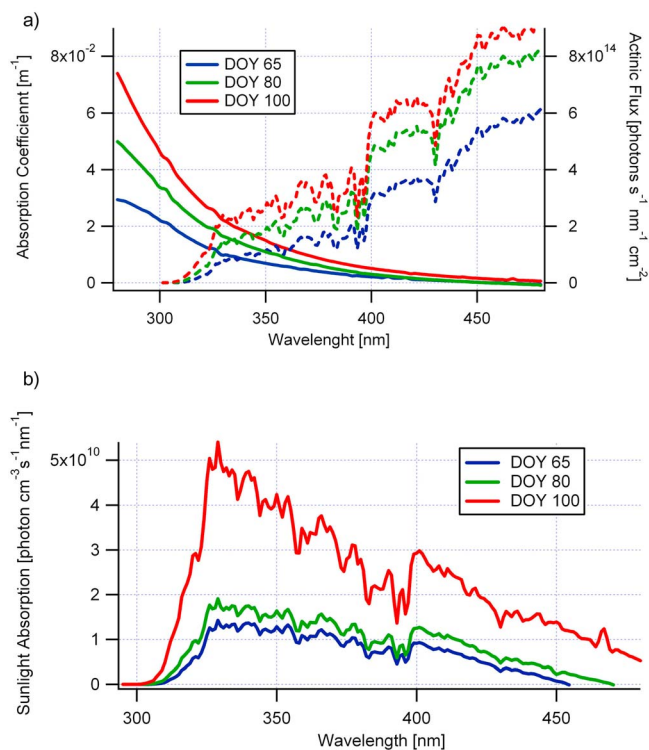 a)
8x10⁻²
6
4
2
0
Absorption Coefficiennt [m⁻¹]
DOY 65
DOY 80
DOY 100
8x10¹⁴
6
4
2
0
Actinic Flux [photons s⁻¹ nm⁻¹ cm⁻²]
300 350 400 450
Wavelenght [nm]
b)
5x10¹⁰
4
3
2
1
0
Sunlight Absorption [photon cm⁻³s⁻¹nm⁻¹]
DOY 65
DOY 80
DOY 100
300 350 400 450
Wavelength [nm]